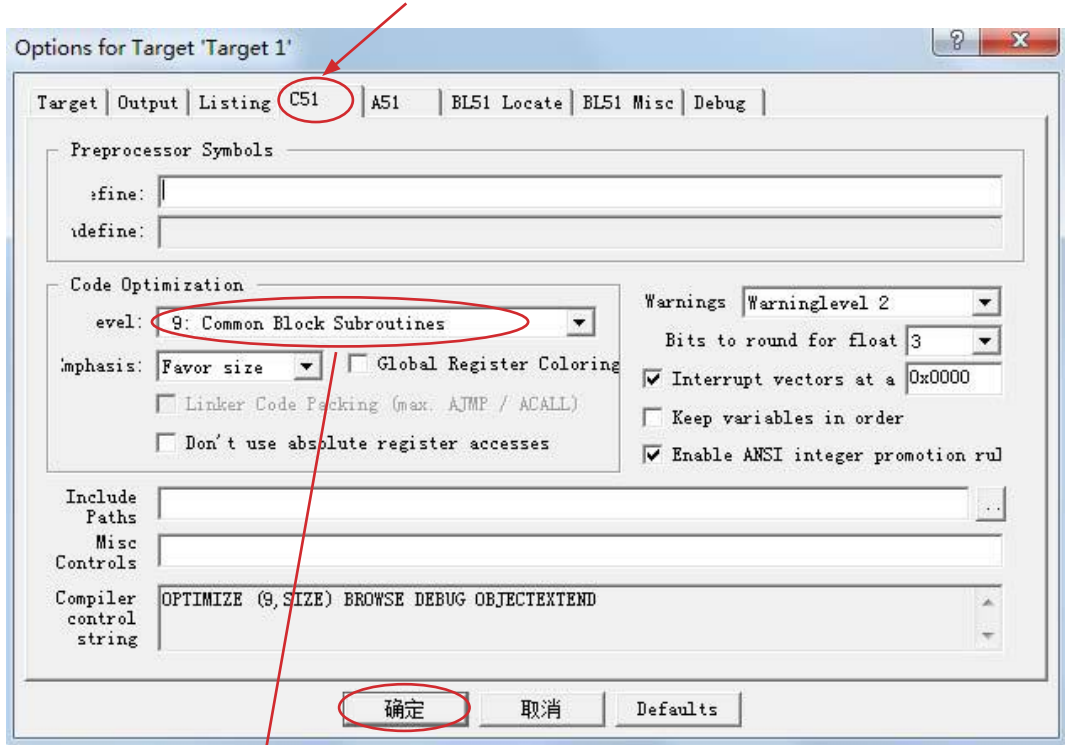 Options for Target 'Target 1'
Target Output Listing C51 A51 BL51 Locate BL51 Misc Debug
Preprocessor Symbols
efine:
define:
Code Optimization
evel: 9: Common Block Subroutines
mphasis: Favor size Global Register Coloring
Linker Code Packing (max. AJMP / ACALL)
Don't use absolute register accesses
Warnings Warninglevel 2
Bits to round for float 3
Interrupt vectors at a 0x0000
Keep variables in order
Enable ANSI integer promotion rul
Include
Paths
..
Misc
Controls
Compiler
control
string
OPTIMIZE (9,SIZE) BROWSE DEBUG OBJECTEXTEND
确定 取消 Defaults